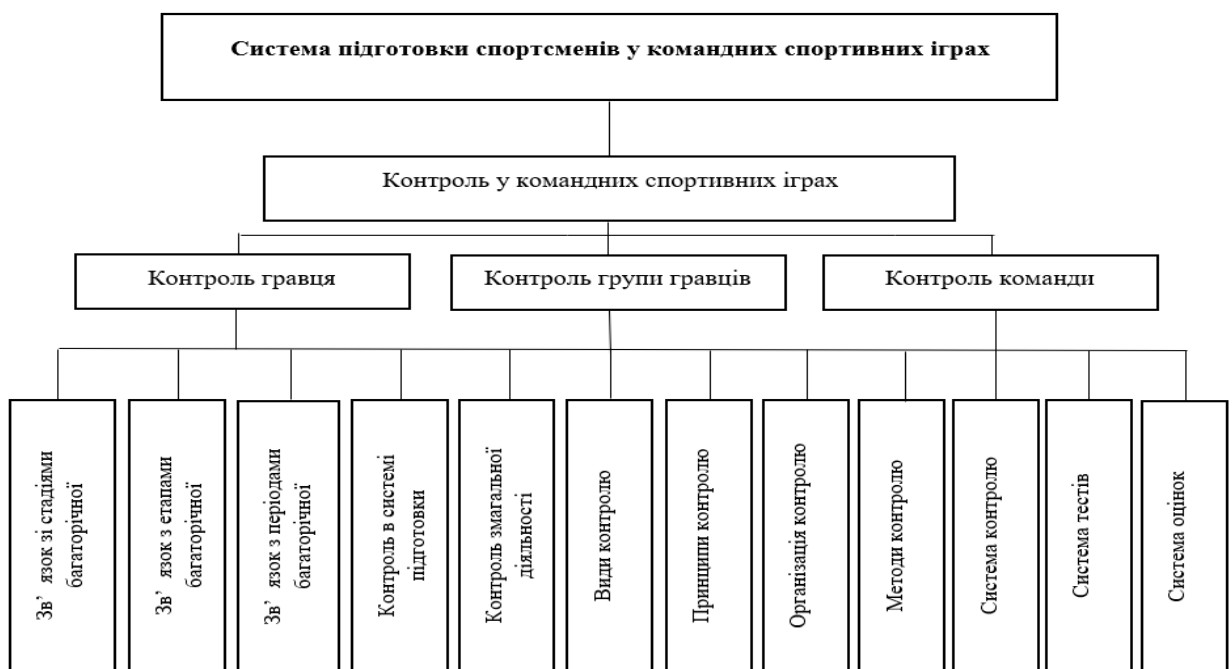 Система підготовки спортсменів у командних спортивних іграх
Контроль у командних спортивних іграх
Контроль гравця
Контроль групи гравців
Контроль команди
Зв’ язок зі стадіями
багаторічної
Зв’ язок з етапами
багаторічної
Зв’ язок з періодами
багаторічної
Контроль в системі
підготовки
Контроль змагальної
діяльності
Види контролю
Принципи контролю
Організація контролю
Методи контролю
Система контролю
Система тестів
Система оцінок